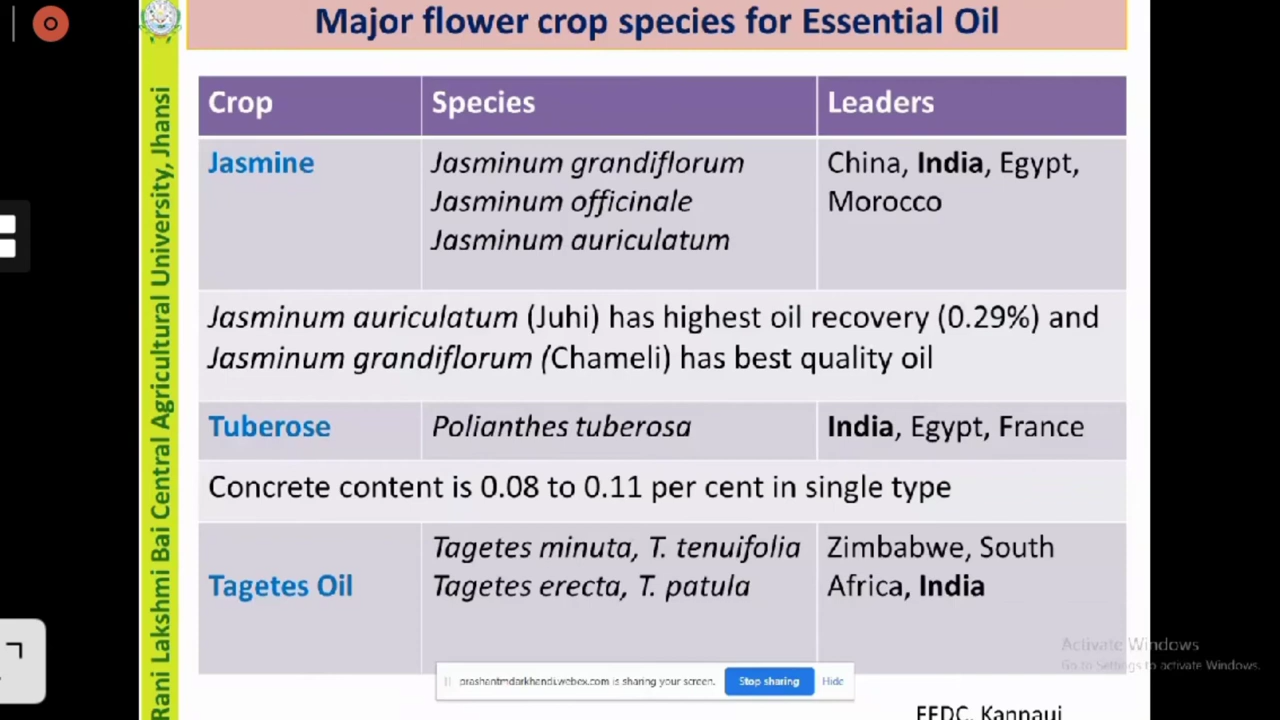 Major flower crop species for Essential Oil
Rani Lakshmi Bai Central Agricultural University, Jhansi
Crop Species Leaders
Jasmine Jasminum grandiflorum China, India, Egypt,
Jasminum officinale Morocco
Jasminum auriculatum
Jasminum auriculatum (Juhi) has highest oil recovery (0.29%) and
Jasminum grandiflorum (Chameli) has best quality oil
Tuberose Polianthes tuberosa India, Egypt, France
Concrete content is 0.08 to 0.11 per cent in single type
Tagetes minuta, T. tenuifolia Zimbabwe, South
Tagetes Oil Tagetes erecta, T. patula Africa, India
Activate Windows
Go to Settings to activate Windows.
is sharing your screen. Stop sharing Hide
FFDC, Kannauj